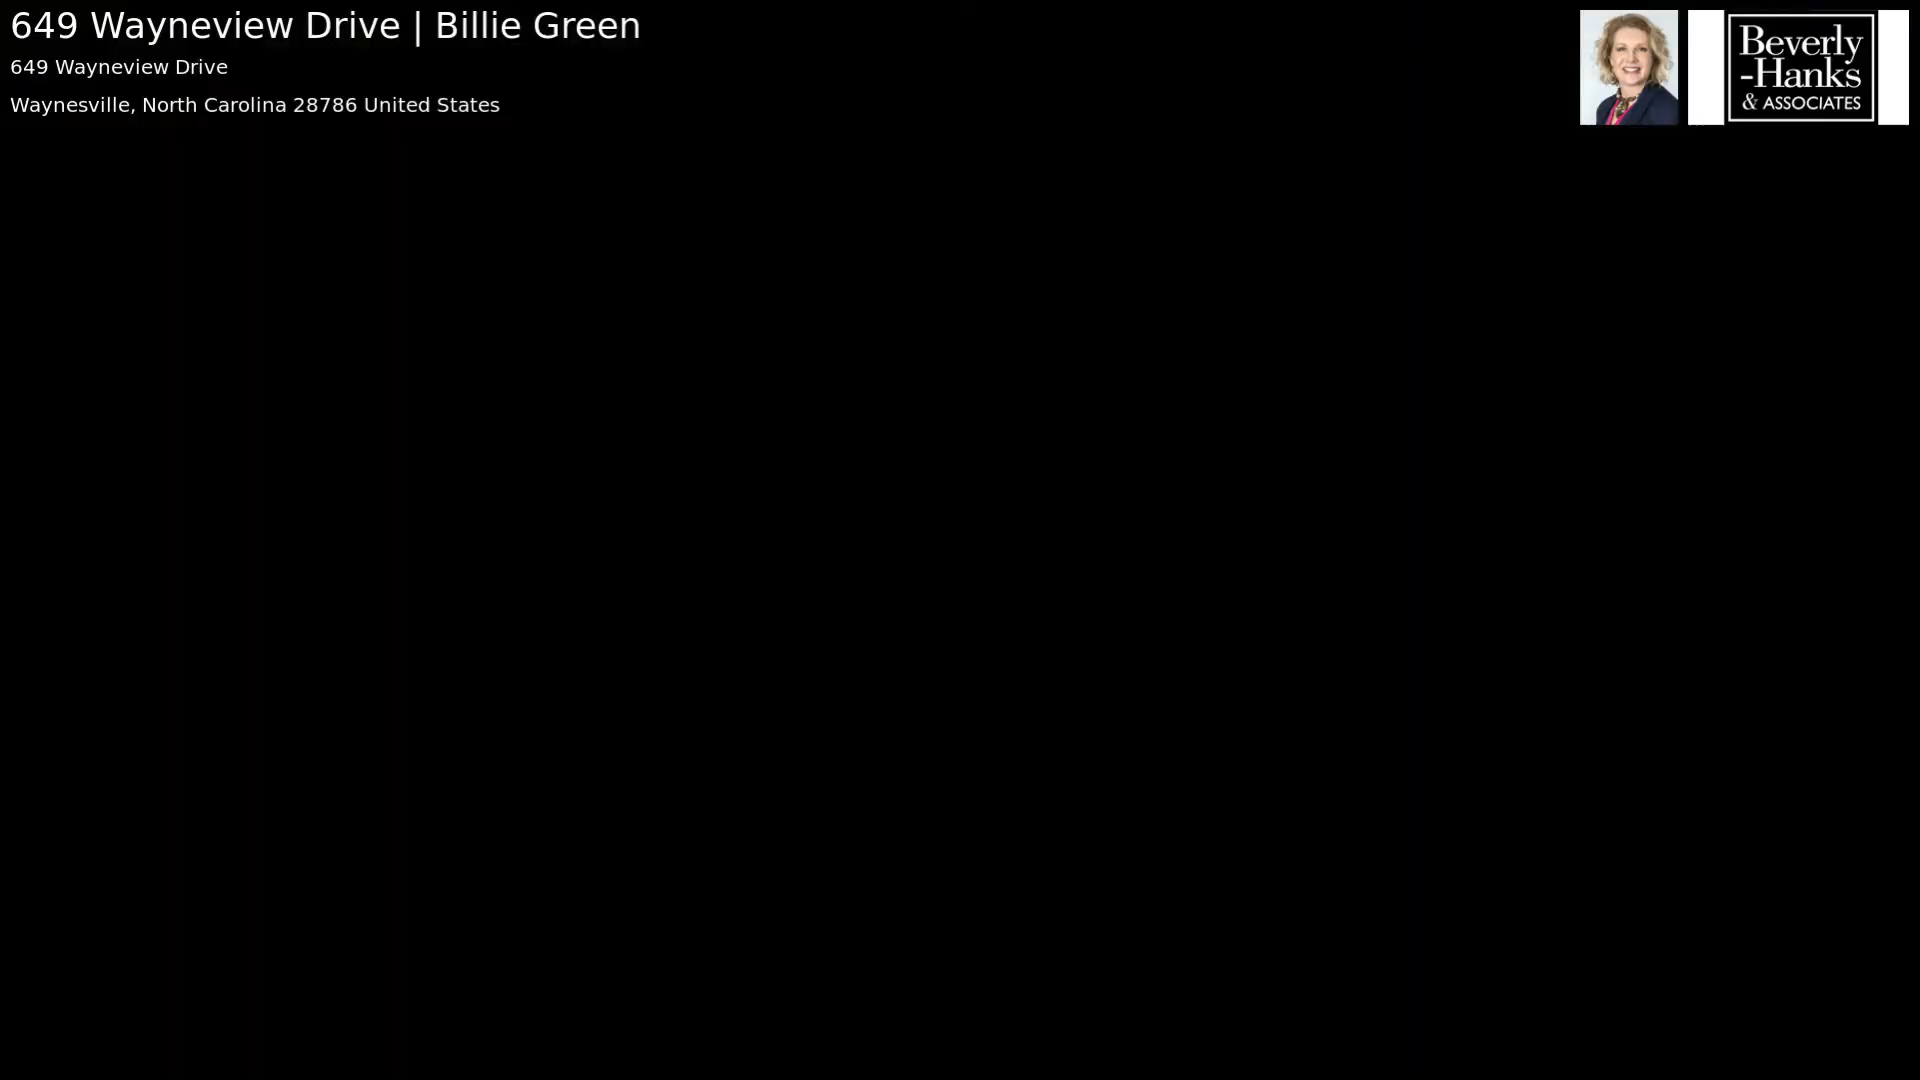 649 Wayneview Drive | Billie Green
649 Wayneview Drive
Waynesville, North Carolina 28786 United States
Beverly
-Hanks
& ASSOCIATES